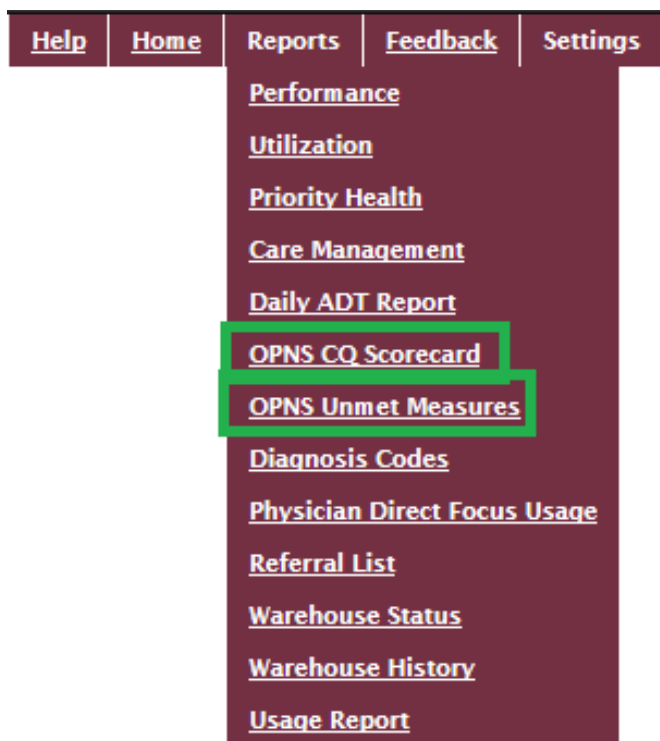 Help Home Reports Feedback Settings
Performance
Utilization
Priority Health
Care Management
Daily ADT Report
OPNS CQ Scorecard
OPNS Unmet Measures
Diagnosis Codes
Physician Direct Focus Usage
Referral List
Warehouse Status
Warehouse History
Usage Report